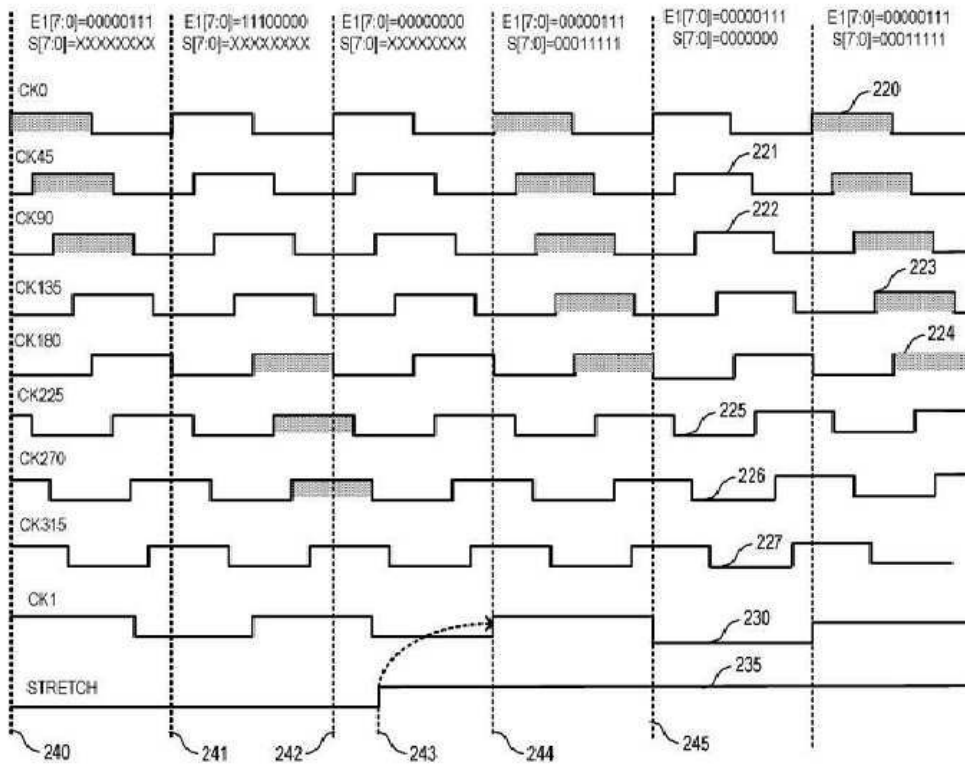 E1[7:0]=00000111 E1[7:0]=11100000 E1[7:0]=00000000 E1[7:0]=00000111 E1[7:0]=00000111 E1[7:0]=00000111
S[7:0]=XXXXXXXX S[7:0]=XXXXXXXX S[7:0]=XXXXXXXX S[7:0]=00011111 S[7:0]=0000000 S[7:0]=00011111
CK0
220
CK45
221
CK90
222
CK135
223
CK180
224
CK225
225
CK270
226
CK315
227
CK1
230
235
STRETCH
240 241 242 243 244 245